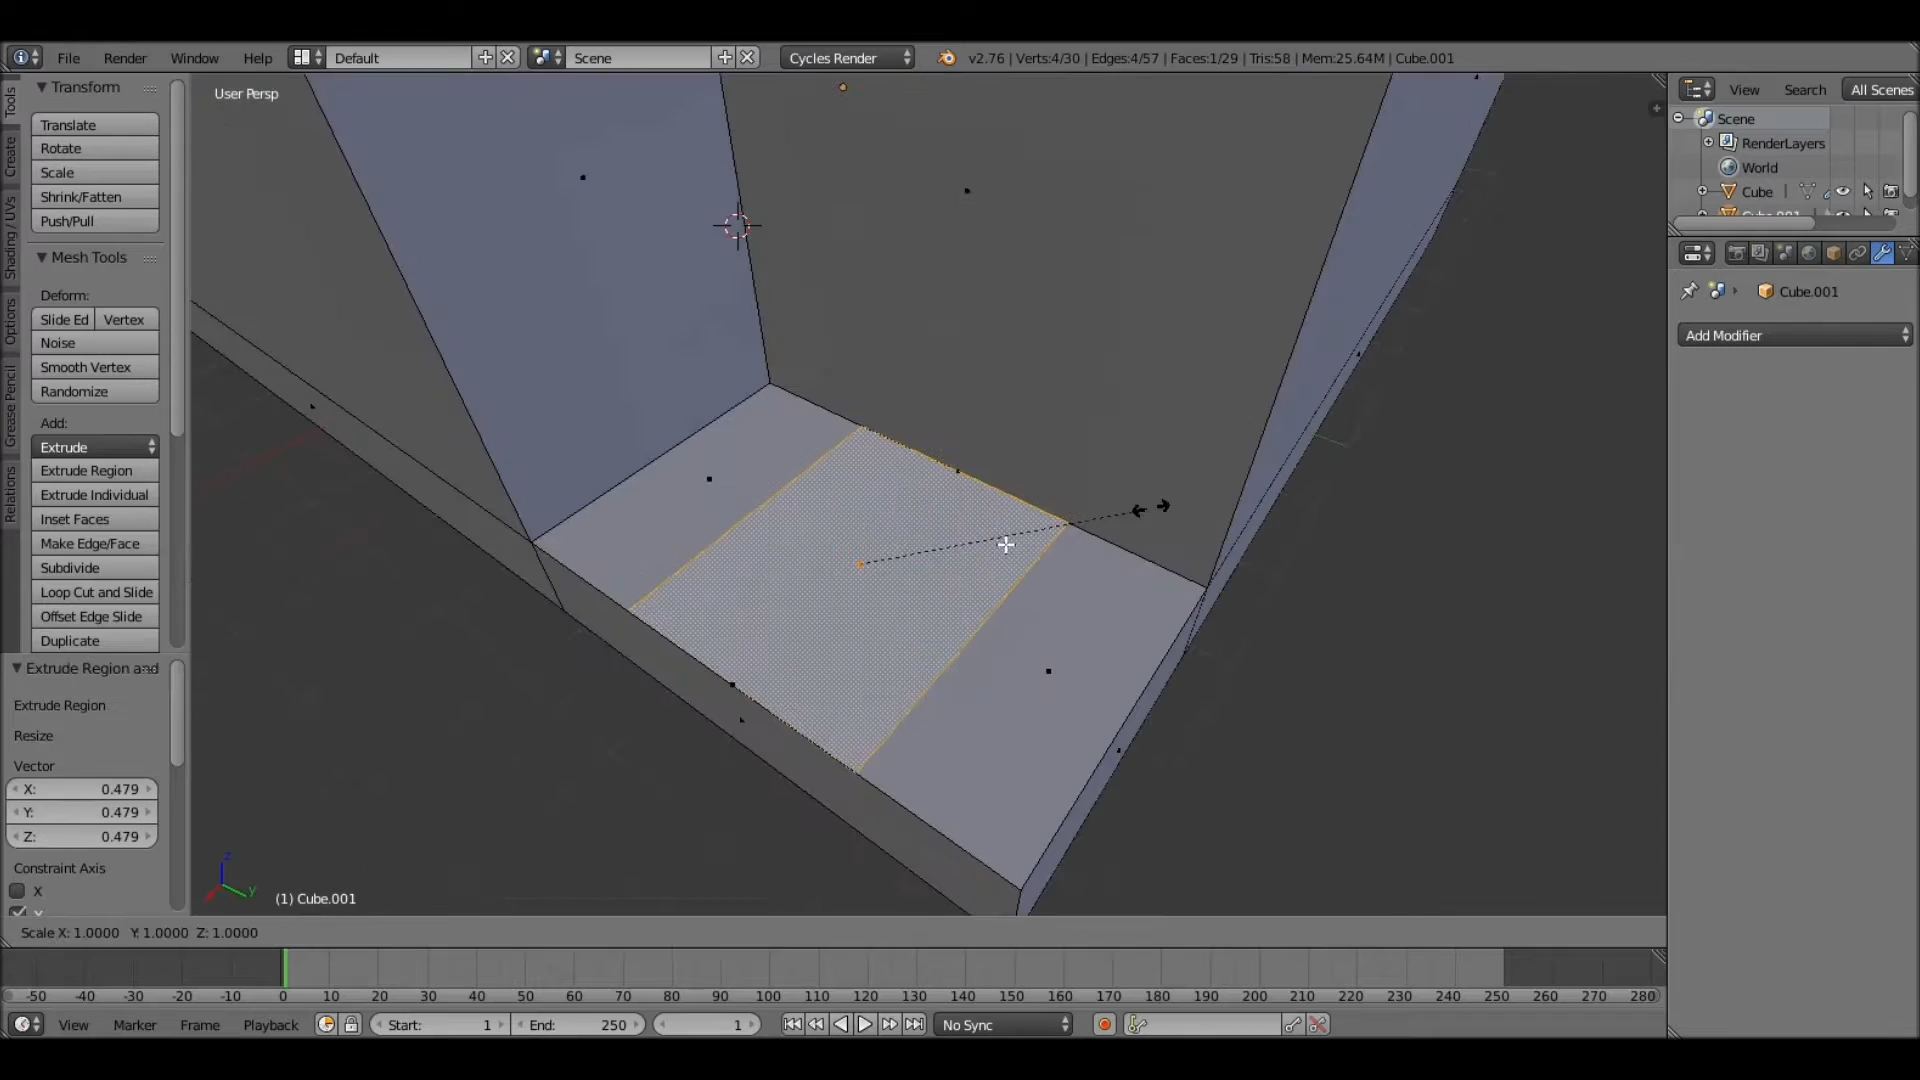 File Render Window Help Default Scene Cycles Render v2.76 | Verts:4/30 | Edges:4/57 | Faces:1/29 | Tris:58 | Mem:25.64M | Cube.001
Transform
User Persp
View Search All Scenes
Tools
Create
Shading / UVs
Options
Grease Pencil
Relations
Translate
Rotate
Scale
Shrink/Fatten
Push/Pull
Mesh Tools
Deform:
Slide Ed Vertex
Noise
Smooth Vertex
Randomize
Add:
Extrude
Extrude Region
Extrude Individual
Inset Faces
Make Edge/Face
Subdivide
Loop Cut and Slide
Offset Edge Slide
Duplicate
Extrude Region and
Extrude Region
Resize
Vector
X: 0.479
Y: 0.479
Z: 0.479
Constraint Axis
X
z
y
(1) Cube.001
Scene
RenderLayers
World
Cube
Cube.001
Cube.001
Add Modifier
Scale X: 1.0000 Y: 1.0000 Z: 1.0000
-50 -40 -30 -20 -10 0 10 20 30 40 50 60 70 80 90 100 110 120 130 140 150 160 170 180 190 200 210 220 230 240 250 260 270 280
View Marker Frame Playback Start: 1 End: 250 1 No Sync